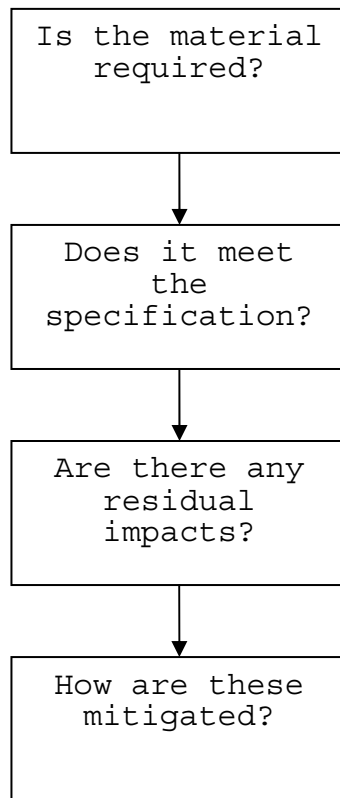 Is the material
required?
Does it meet
the
specification?
Are there any
residual
impacts?
How are these
mitigated?